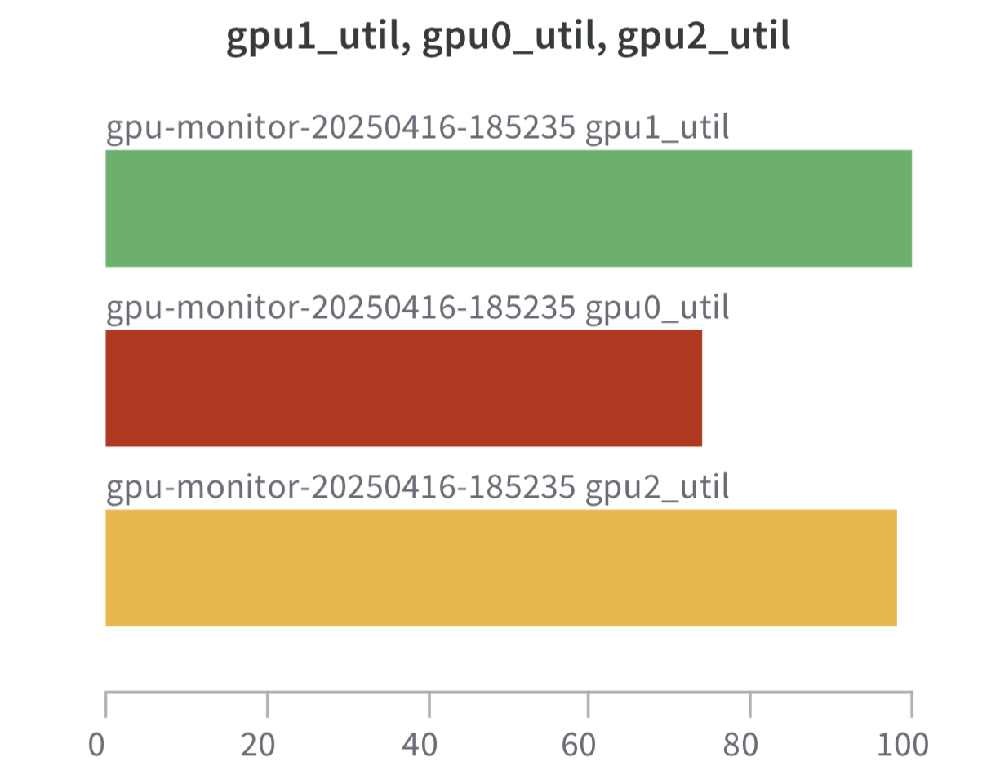 gpu1_util, gpu0_util, gpu2_util
gpu-monitor-20250416-185235 gpu1_util
gpu-monitor-20250416-185235 gpu0_util
gpu-monitor-20250416-185235 gpu2_util
0 20 40 60 80 100